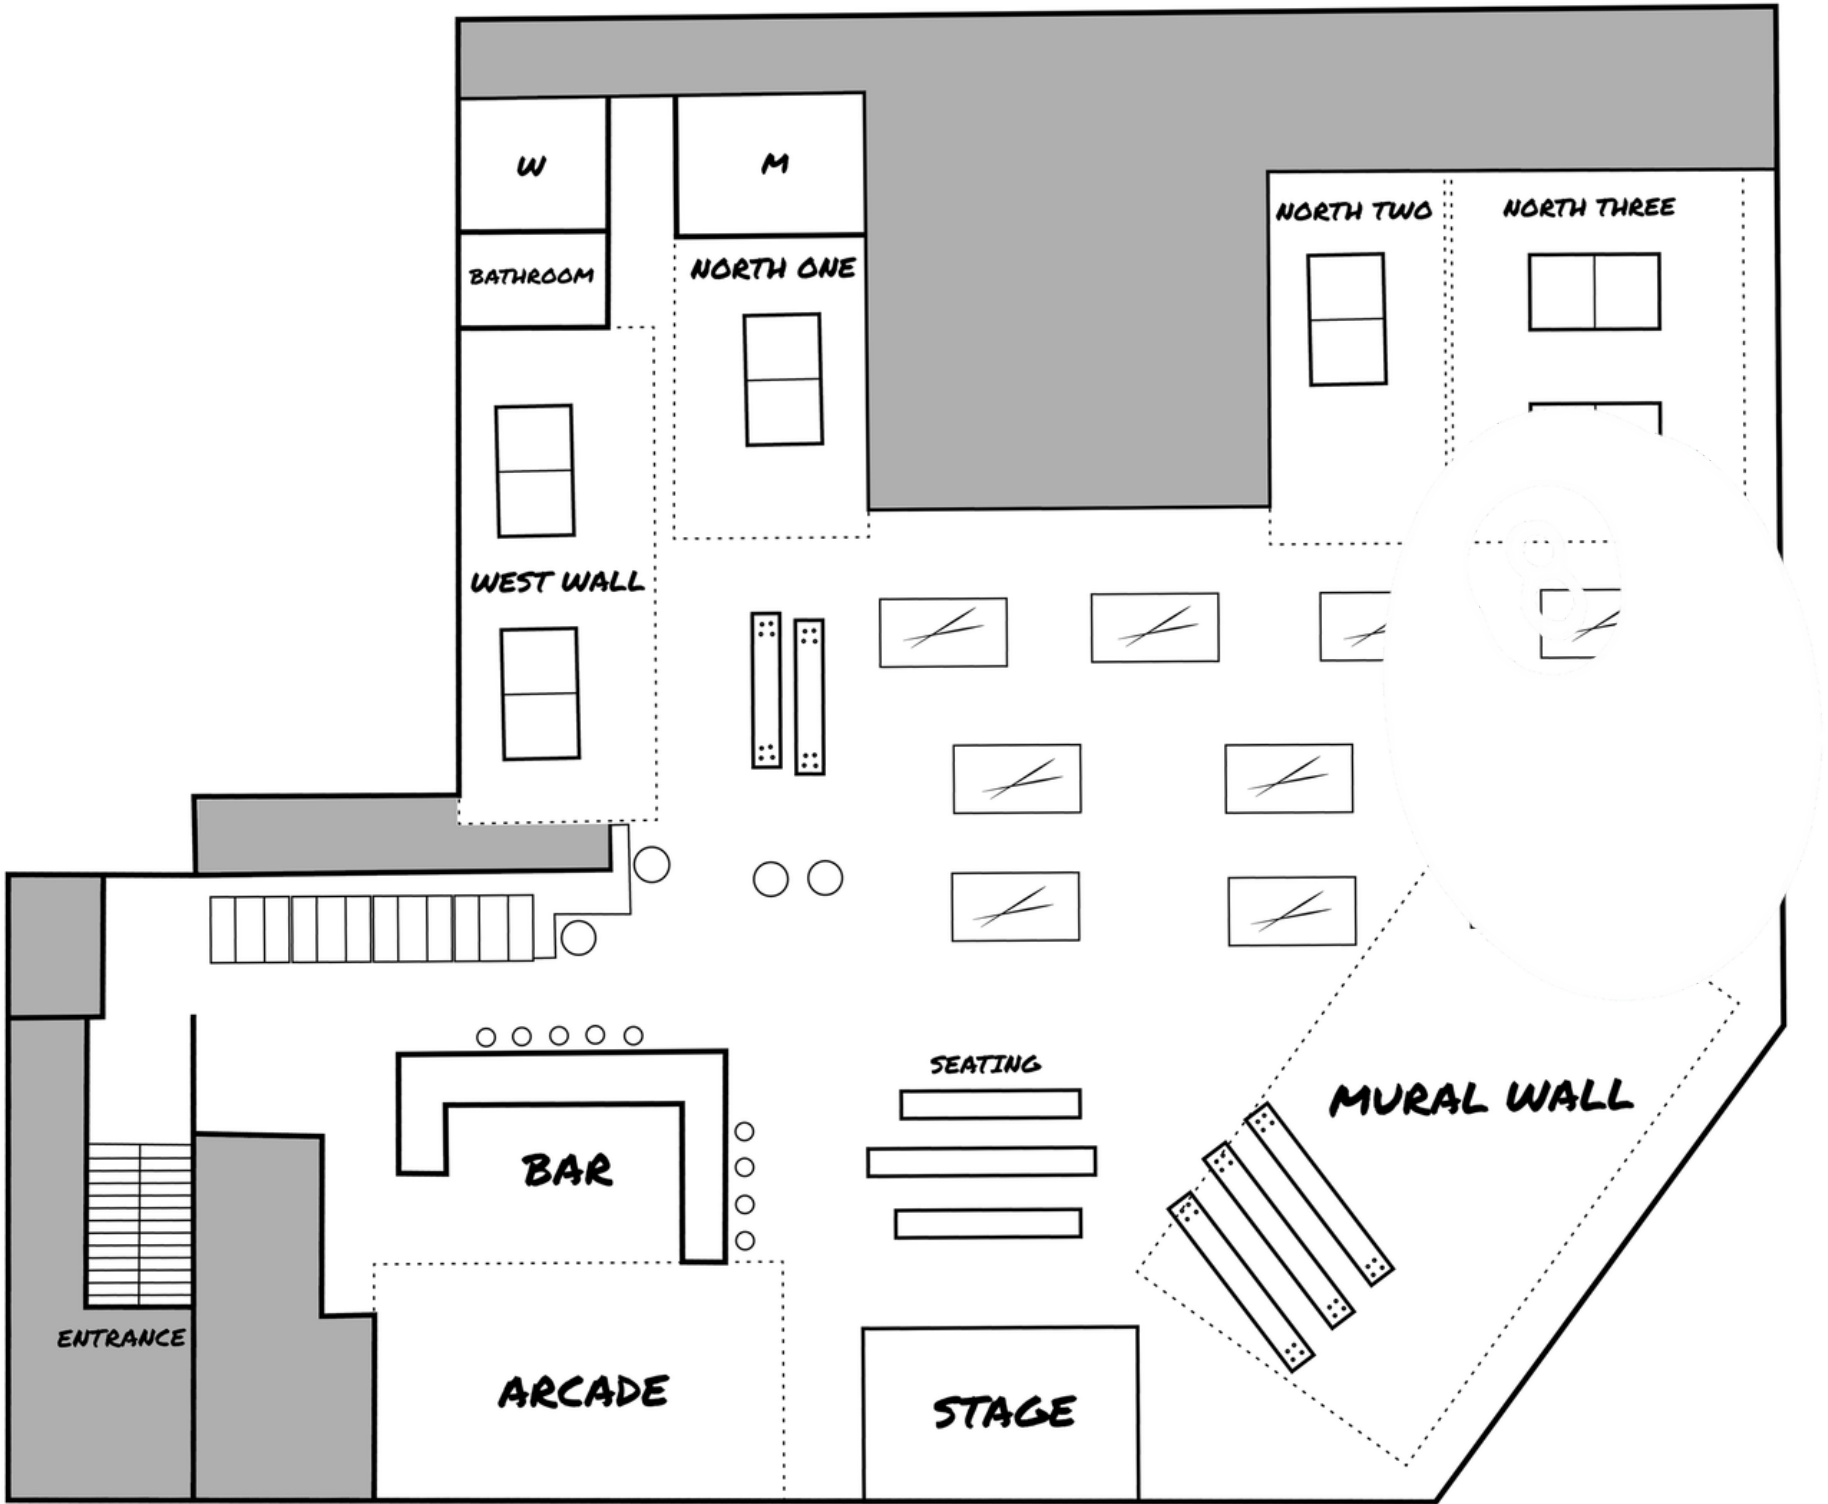 W
M
NORTH TWO
NORTH THREE
NORTH ONE
BATHROOM
WEST WALL
SEATING
MURAL WALL
BAR
ENTRANCE
ARCADE
STAGE